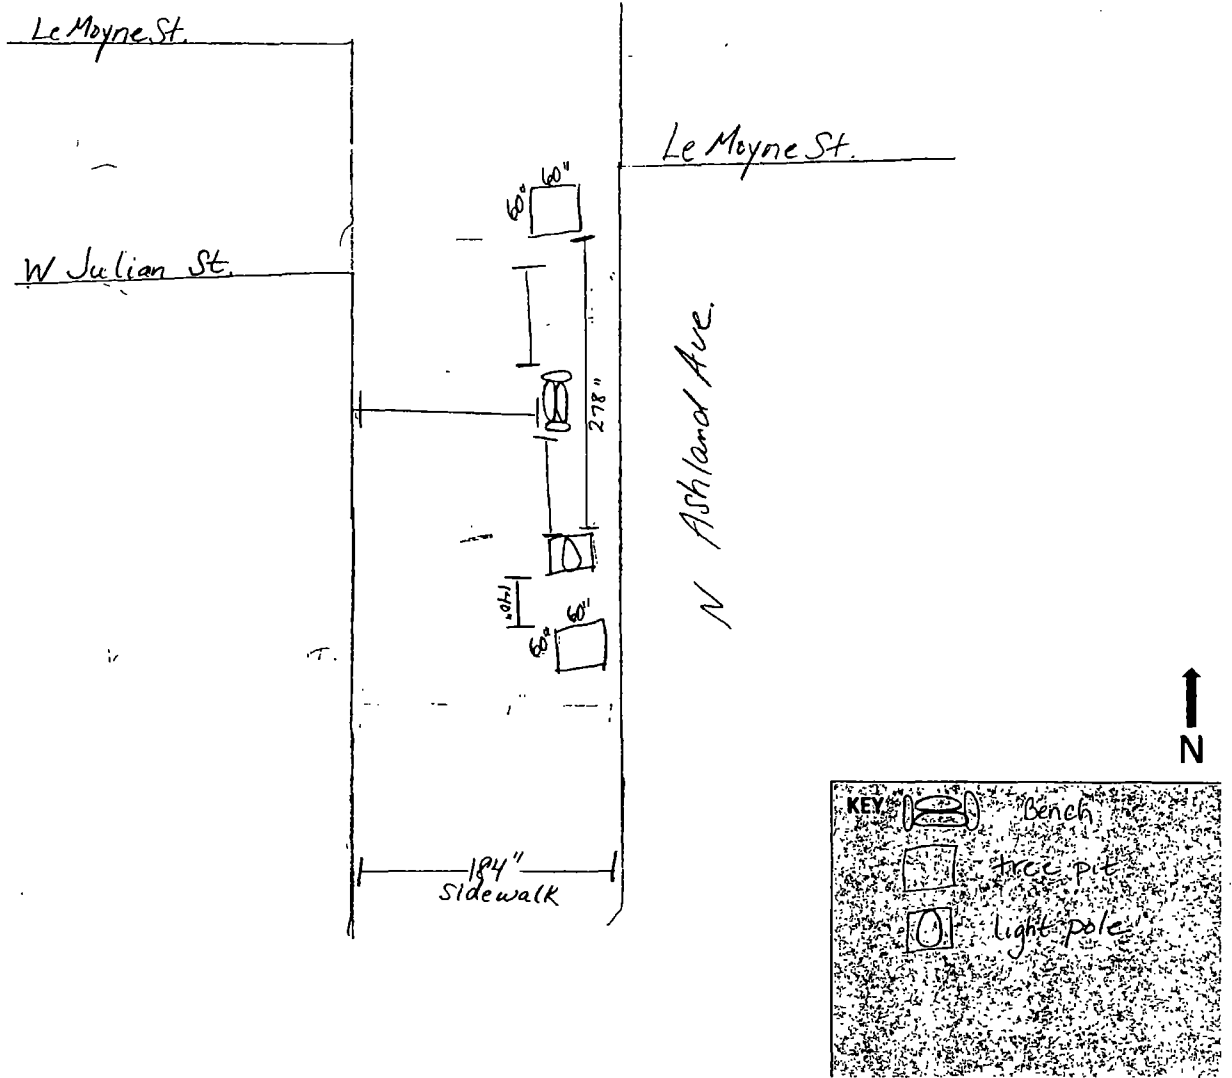 Le Moyne St.
Le Moyne St.
60"
60"
W Julian St.
N Ashland Ave.
278"
140"
60"
60"
N
184"
Sidewalk
KEY
Bench
tree pit
light pole